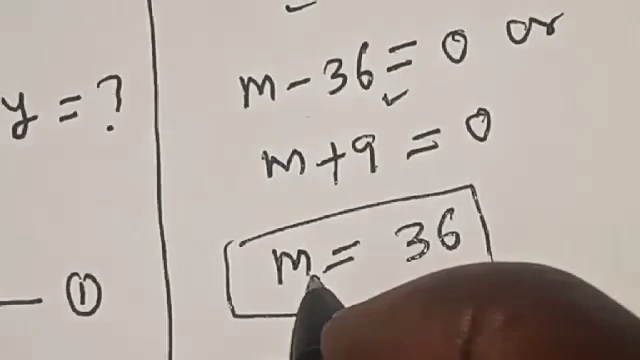 y = ?
①
m - 36 = 0 or
m + 9 = 0
m = 36